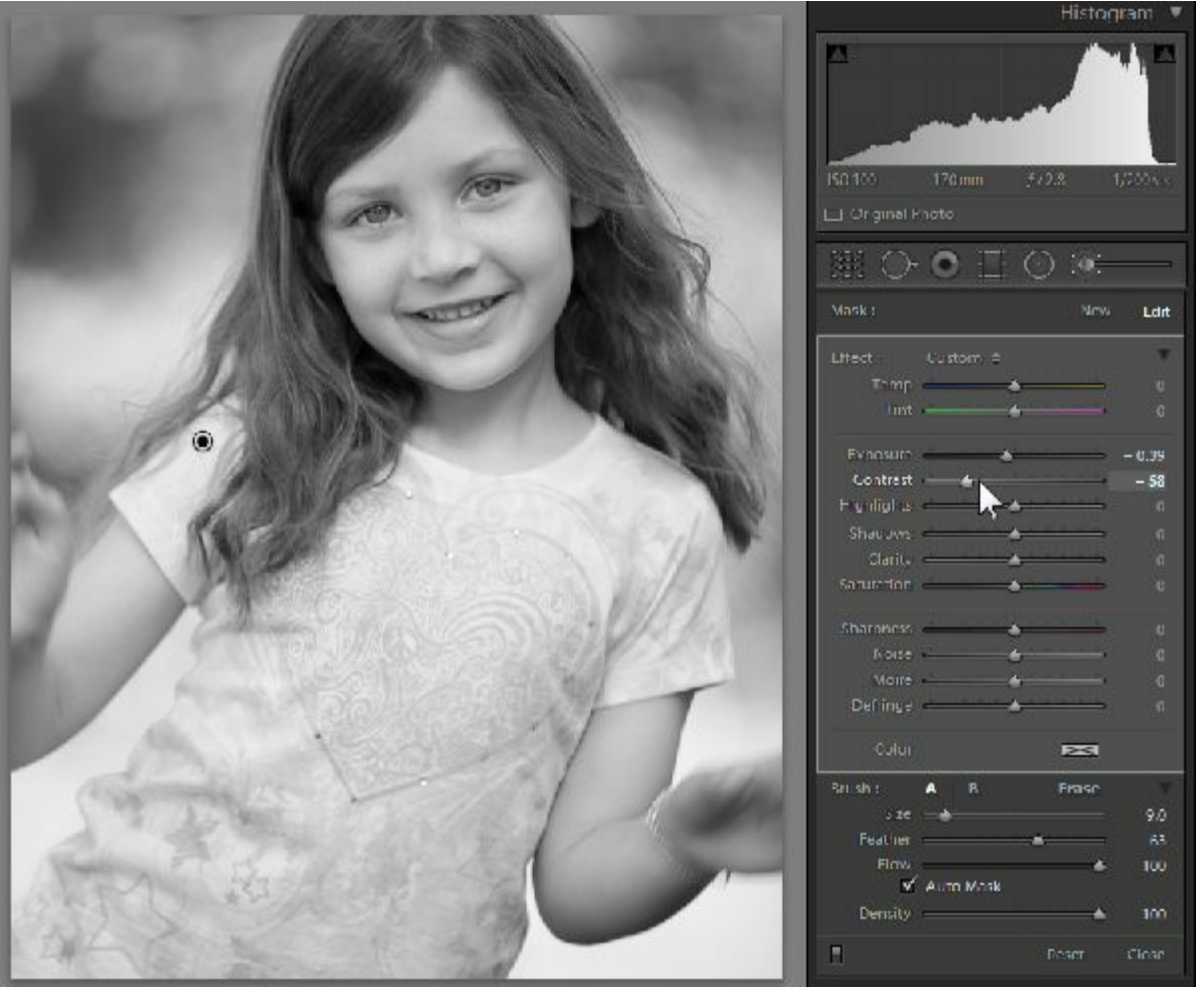 Histogram
ISO 100 170 mm ƒ / 2.8
Original Photo
Mask : New Edit
Effect : Custom
Temp 0
Tint 0
Exposure – 0.39
Contrast – 58
Highlights 0
Shadows 0
Clarity 0
Saturation 0
Sharpness 0
Noise 0
Moire 0
Defringe 0
Color
Brush : A B Erase
Size 9.0
Feather
Flow 100
Auto Mask
Density 100
Reset Close